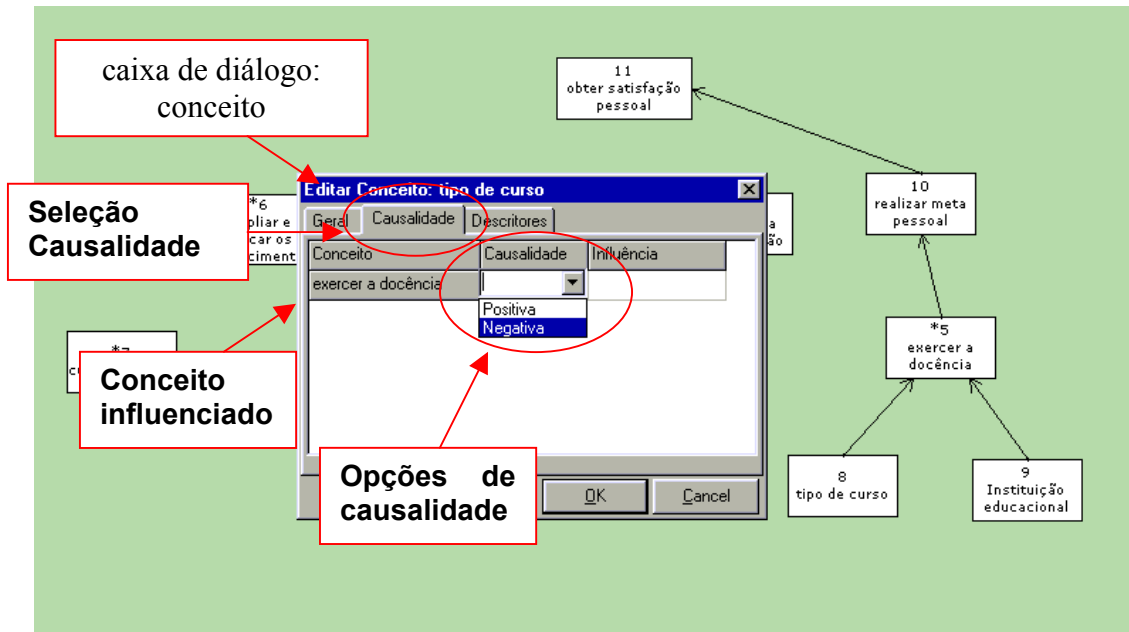 caixa de diálogo:
conceito
11
obter satisfação
pessoal
Editar Conceito: tipo de curso
10
realizar meta
pessoal
Seleção
Causalidade
*6
Geral Causalidade Descritores
car os
Conceito Causalidade Influência
exercer a docência
Positiva
Negativa
*5
exercer a
docência
Conceito
influenciado
Opções de
causalidade
OK Cancel
8
tipo de curso
9
Instituição
educacional